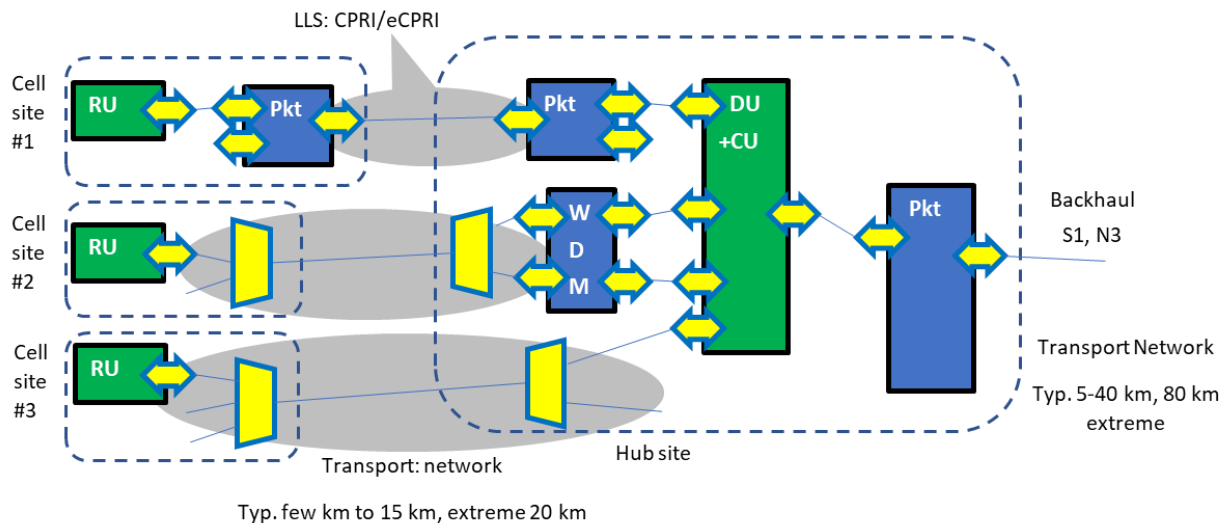 LLS: CPRI/eCPRI
Cell
site
#1
RU
Pkt
Pkt
DU
+CU
Cell
site
#2
RU
W
D
M
Pkt
Backhaul
S1, N3
Cell
site
#3
RU
Transport Network
Typ. 5-40 km, 80 km
extreme
Hub site
Transport: network
Typ. few km to 15 km, extreme 20 km